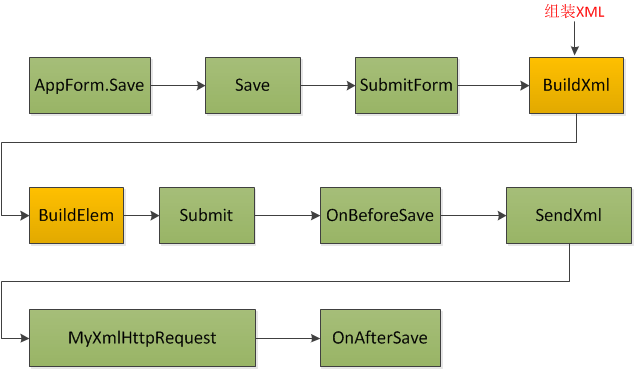 组装XML
AppForm.Save
Save
SubmitForm
BuildXml
BuildElem
Submit
OnBeforeSave
SendXml
MyXmlHttpRequest
OnAfterSave